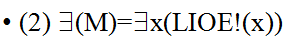 • (2) ∃(M)=∃x(LIOE!(x))